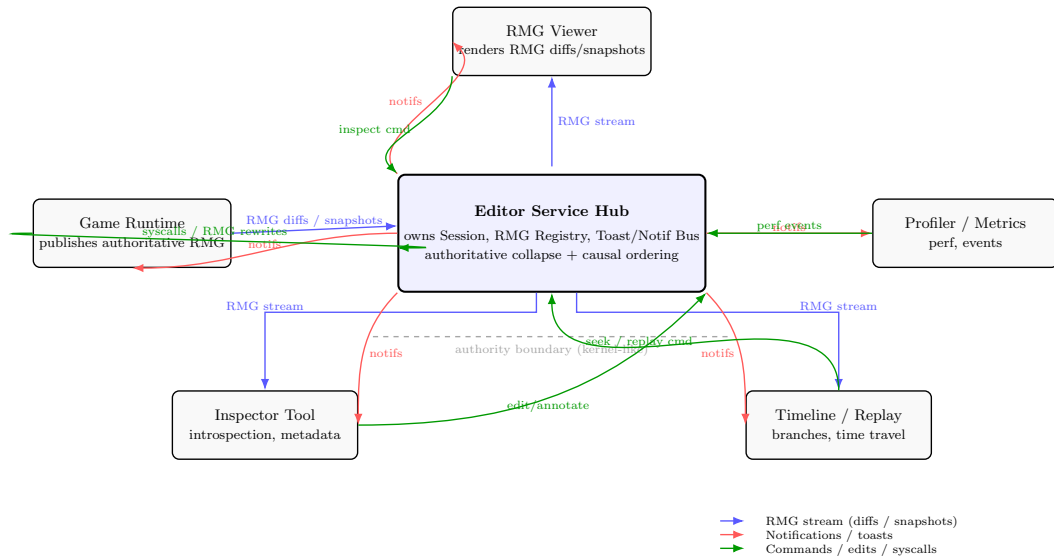 RMG Viewer
renders RMG diffs/snapshots
notifs
inspect cmd
RMG stream
Editor Service Hub
owns Session, RMG Registry, Toast/Notif Bus
authoritative collapse + causal ordering
Game Runtime
publishes authoritative RMG
RMG diffs / snapshots
syscalls / RMG rewrites
notifs
perf events
notifs
Profiler / Metrics
perf, events
RMG stream
RMG stream
seek / replay cmd
authority boundary (kernel-like)
notifs
notifs
edit/annotate
Inspector Tool
introspection, metadata
Timeline / Replay
branches, time travel
RMG stream (diffs / snapshots)
Notifications / toasts
Commands / edits / syscalls